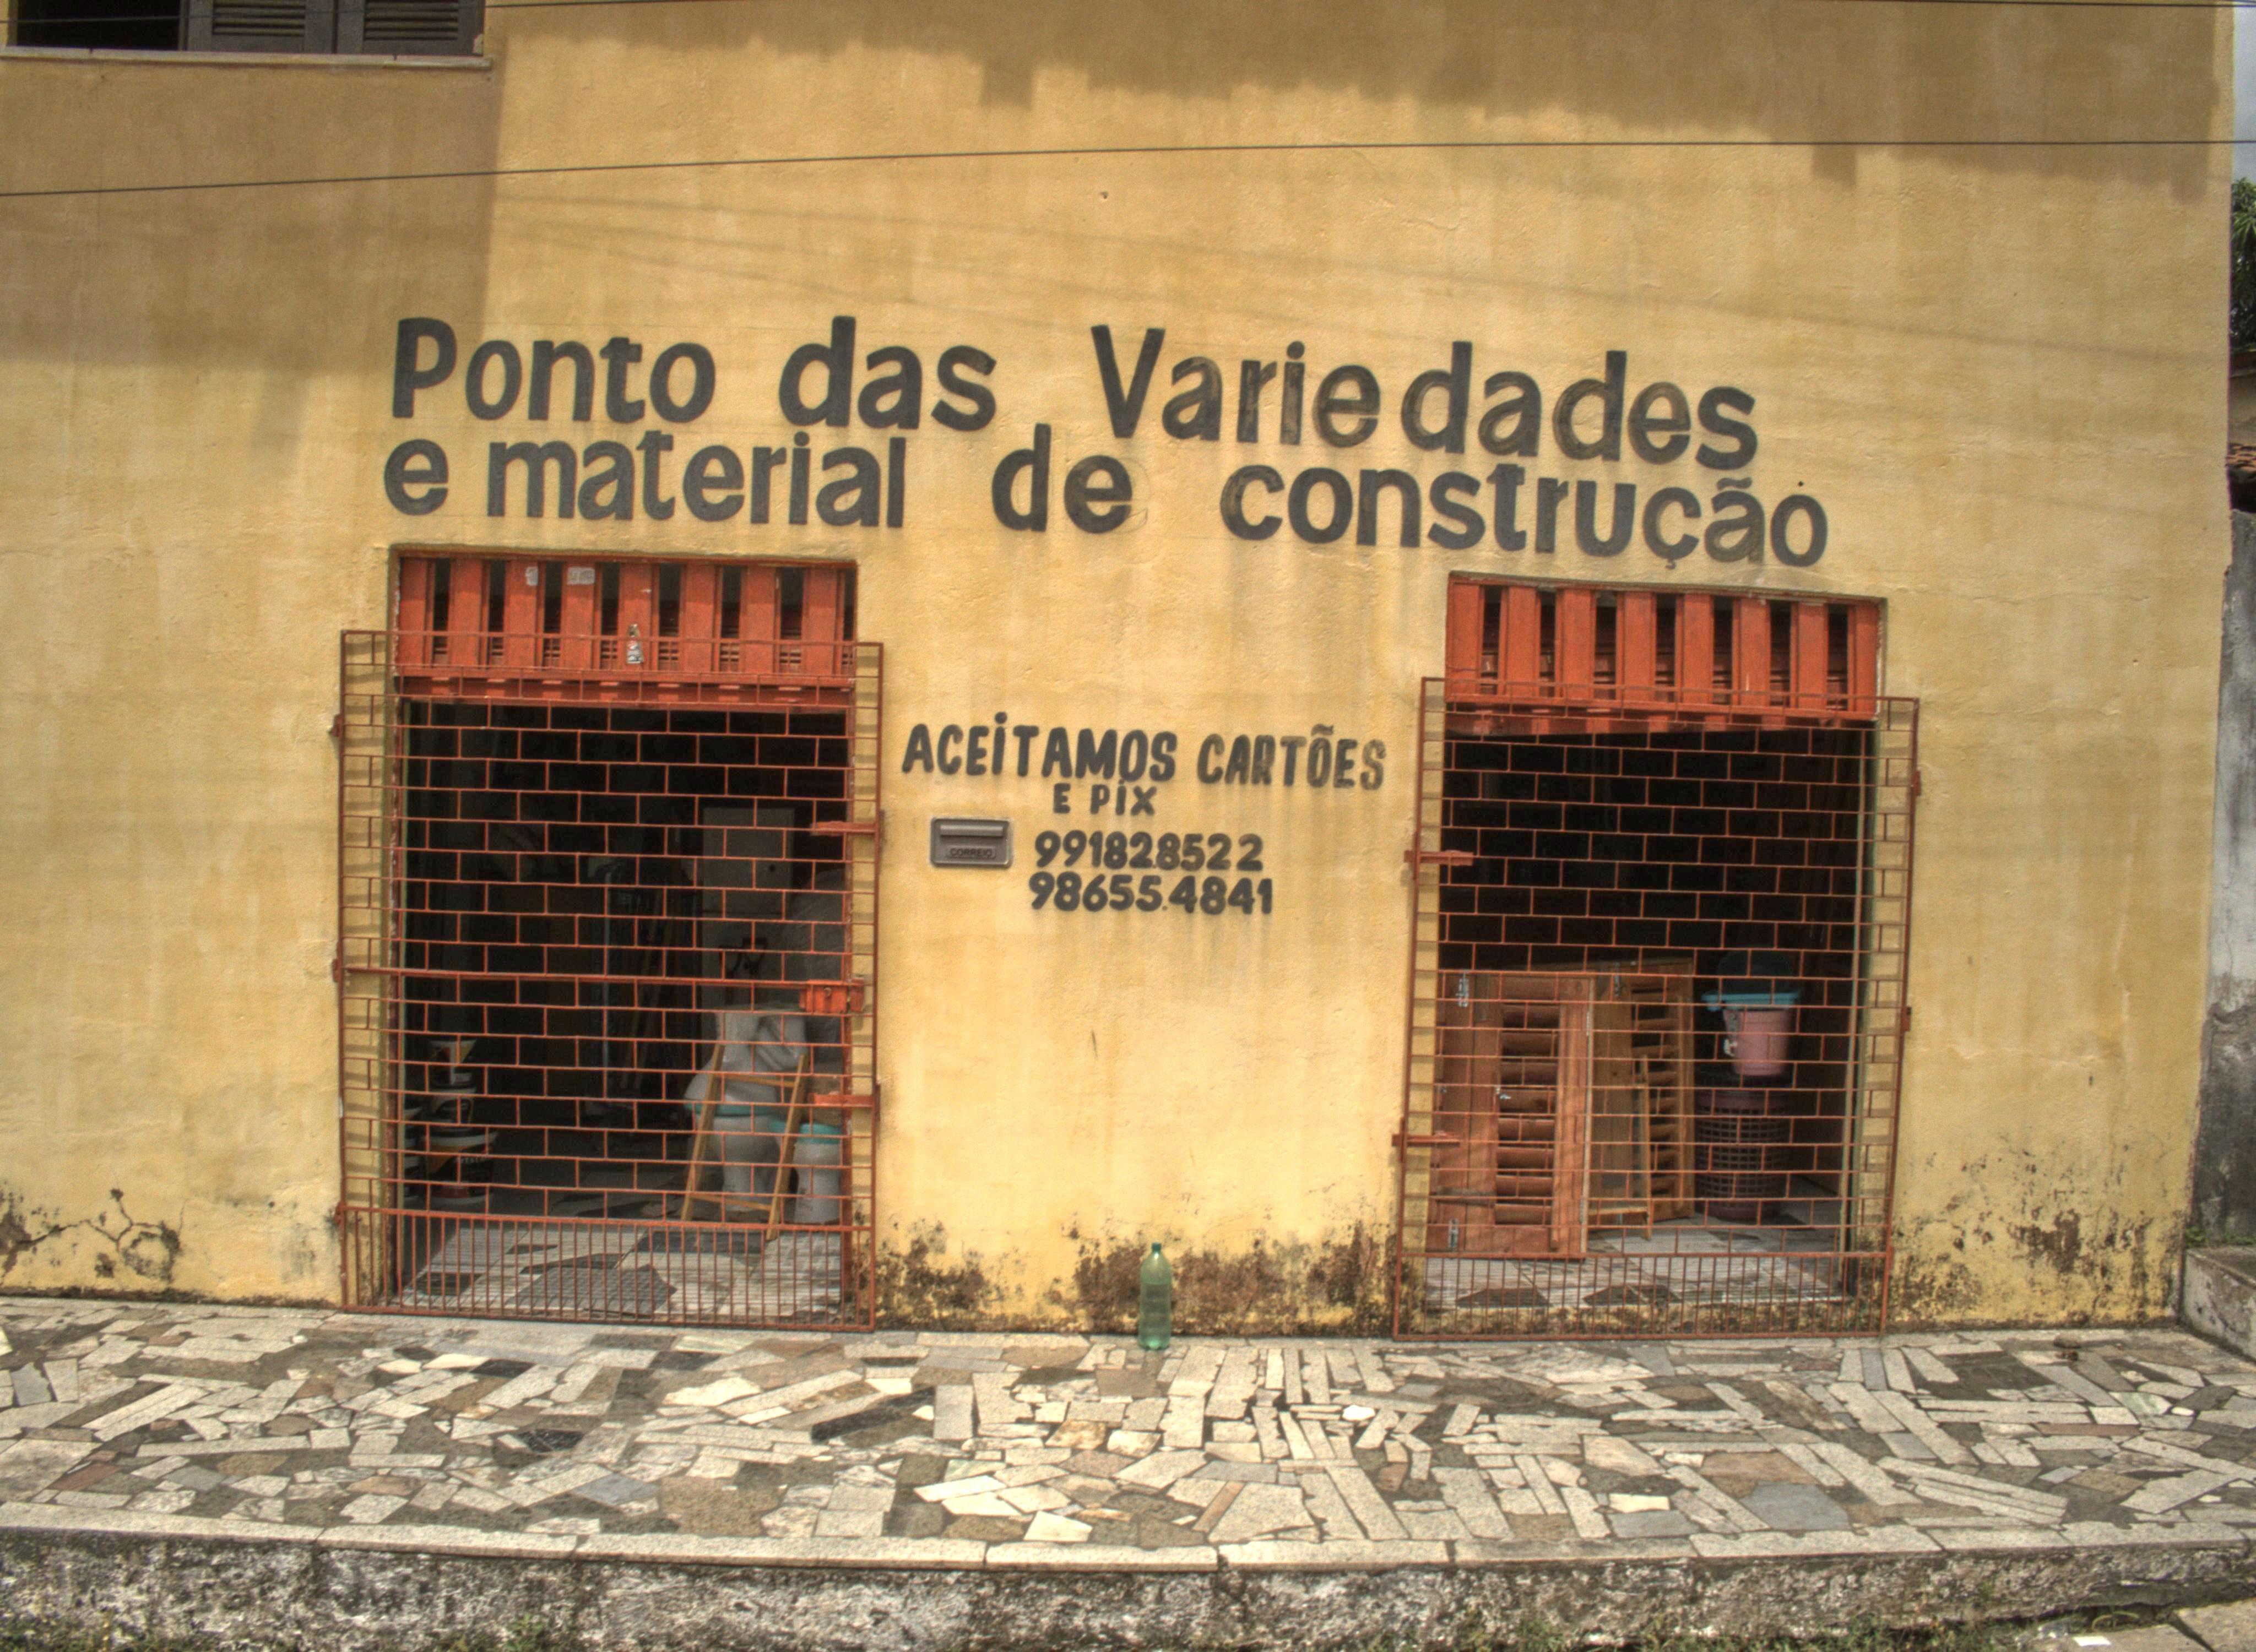 Ponto das Variedades
e material de construção
ACEITAMOS CARTÕES
E PIX
CORREIO
991828522
98655.4841